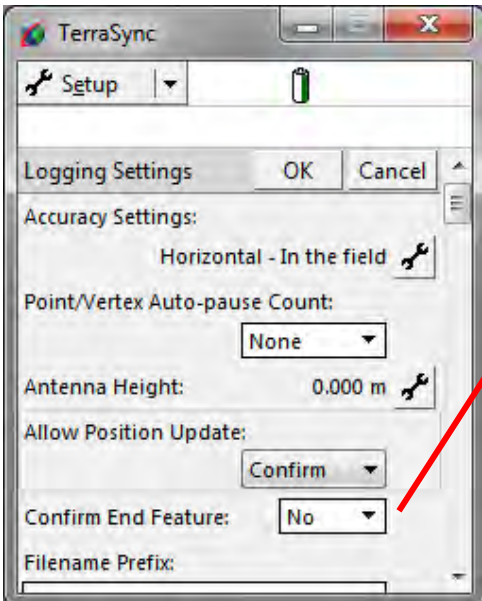 TerraSync
Setup
Logging Settings OK Cancel
Accuracy Settings:
Horizontal - In the field
Point/Vertex Auto-pause Count:
None
Antenna Height: 0.000 m
Allow Position Update:
Confirm
Confirm End Feature: No
Filename Prefix: